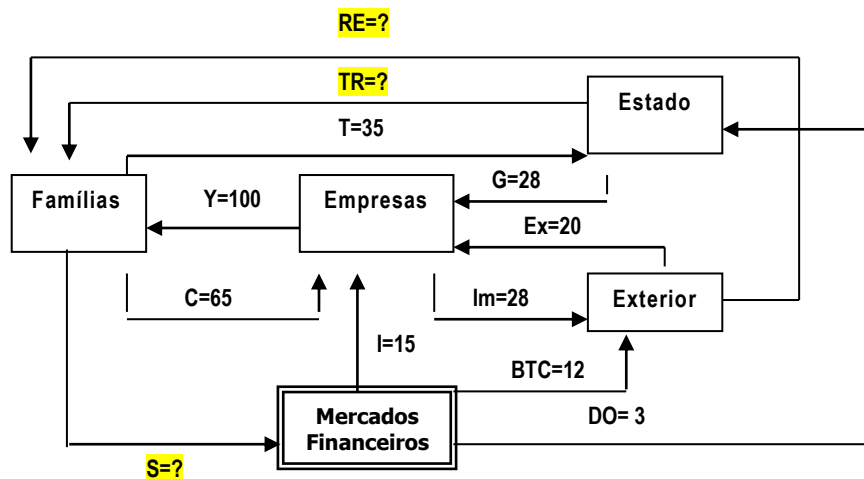 RE=?
TR=?
Estado
T=35
G=28
Famílias
Y=100
Empresas
Ex=20
C=65
Im=28
Exterior
I=15
BTC=12
Mercados
Financeiros
DO= 3
S=?